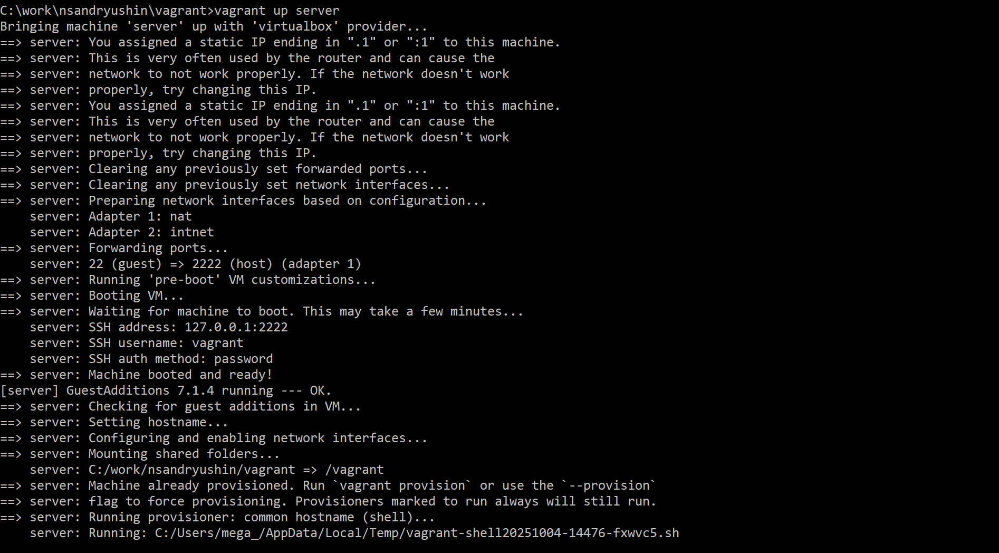 C:\work\nsandryushin\vagrant>vagrant up server
Bringing machine 'server' up with 'virtualbox' provider...
==> server: You assigned a static IP ending in ".1" or ":1" to this machine.
==> server: This is very often used by the router and can cause the
==> server: network to not work properly. If the network doesn't work
==> server: properly, try changing this IP.
==> server: You assigned a static IP ending in ".1" or ":1" to this machine.
==> server: This is very often used by the router and can cause the
==> server: network to not work properly. If the network doesn't work
==> server: properly, try changing this IP.
==> server: Clearing any previously set forwarded ports...
==> server: Clearing any previously set network interfaces...
==> server: Preparing network interfaces based on configuration...
    server: Adapter 1: nat
    server: Adapter 2: intnet
==> server: Forwarding ports...
    server: 22 (guest) => 2222 (host) (adapter 1)
==> server: Running 'pre-boot' VM customizations...
==> server: Booting VM...
==> server: Waiting for machine to boot. This may take a few minutes...
    server: SSH address: 127.0.0.1:2222
    server: SSH username: vagrant
    server: SSH auth method: password
==> server: Machine booted and ready!
[server] GuestAdditions 7.1.4 running --- OK.
==> server: Checking for guest additions in VM...
==> server: Setting hostname...
==> server: Configuring and enabling network interfaces...
==> server: Mounting shared folders...
    server: C:/work/nsandryushin/vagrant => /vagrant
==> server: Machine already provisioned. Run `vagrant provision` or use the `--provision`
==> server: flag to force provisioning. Provisioners marked to run always will still run.
==> server: Running provisioner: common hostname (shell)...
    server: Running: C:/Users/mega_/AppData/Local/Temp/vagrant-shell20251004-14476-fxwvc5.sh